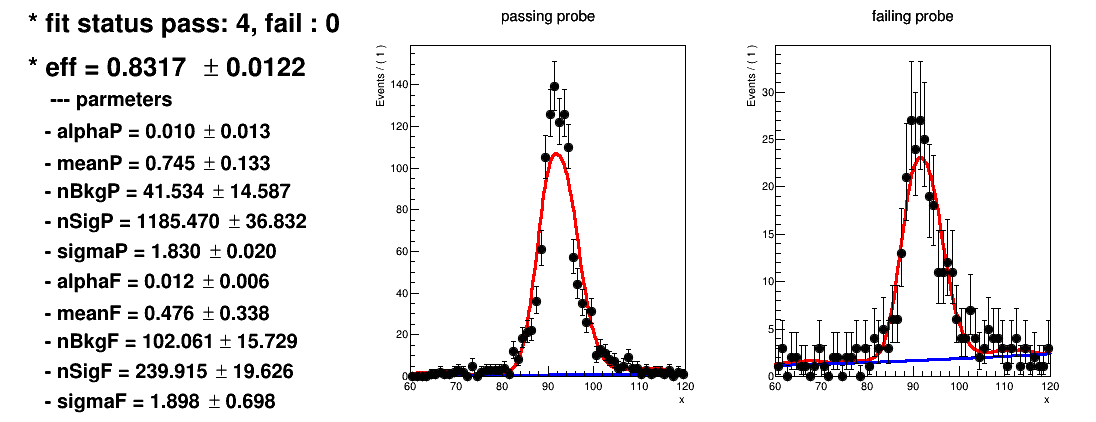 * fit status pass: 4, fail : 0
* eff = 0.8317 ± 0.0122
--- parmeters
- alphaP = 0.010 ± 0.013
- meanP = 0.745 ± 0.133
- nBkgP = 41.534 ± 14.587
- nSigP = 1185.470 ± 36.832
- sigmaP = 1.830 ± 0.020
- alphaF = 0.012 ± 0.006
- meanF = 0.476 ± 0.338
- nBkgF = 102.061 ± 15.729
- nSigF = 239.915 ± 19.626
- sigmaF = 1.898 ± 0.698
passing probe
Events / ( 1 )
140
120
100
80
60
40
20
0
60 70 80 90 100 110 120
x
failing probe
Events / ( 1 )
30
25
20
15
10
5
0
60 70 80 90 100 110 120
x